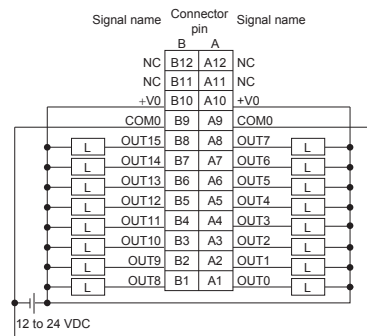 Signal name Connector pin Signal name
B A
NC B12 A12 NC
NC B11 A11 NC
+V0 B10 A10 +V0
COM0 B9 A9 COM0
L OUT15 B8 A8 OUT7 L
L OUT14 B7 A7 OUT6 L
L OUT13 B6 A6 OUT5 L
L OUT12 B5 A5 OUT4 L
L OUT11 B4 A4 OUT3 L
L OUT10 B3 A3 OUT2 L
L OUT9 B2 A2 OUT1 L
L OUT8 B1 A1 OUT0 L
12 to 24 VDC